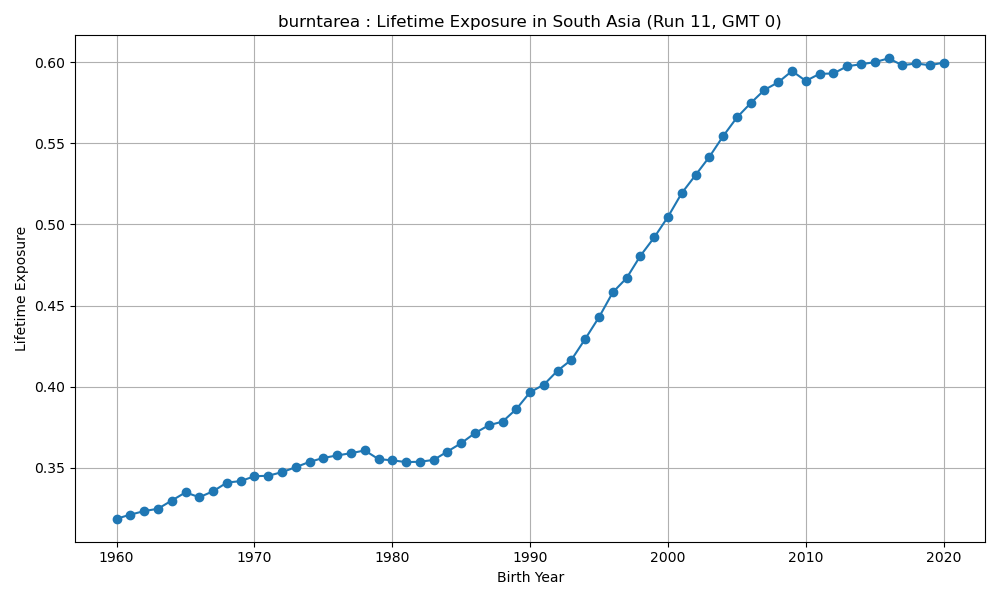 burntarea : Lifetime Exposure in South Asia (Run 11, GMT 0)
Lifetime Exposure
0.60
0.55
0.50
0.45
0.40
0.35
1960 1970 1980 1990 2000 2010 2020
Birth Year